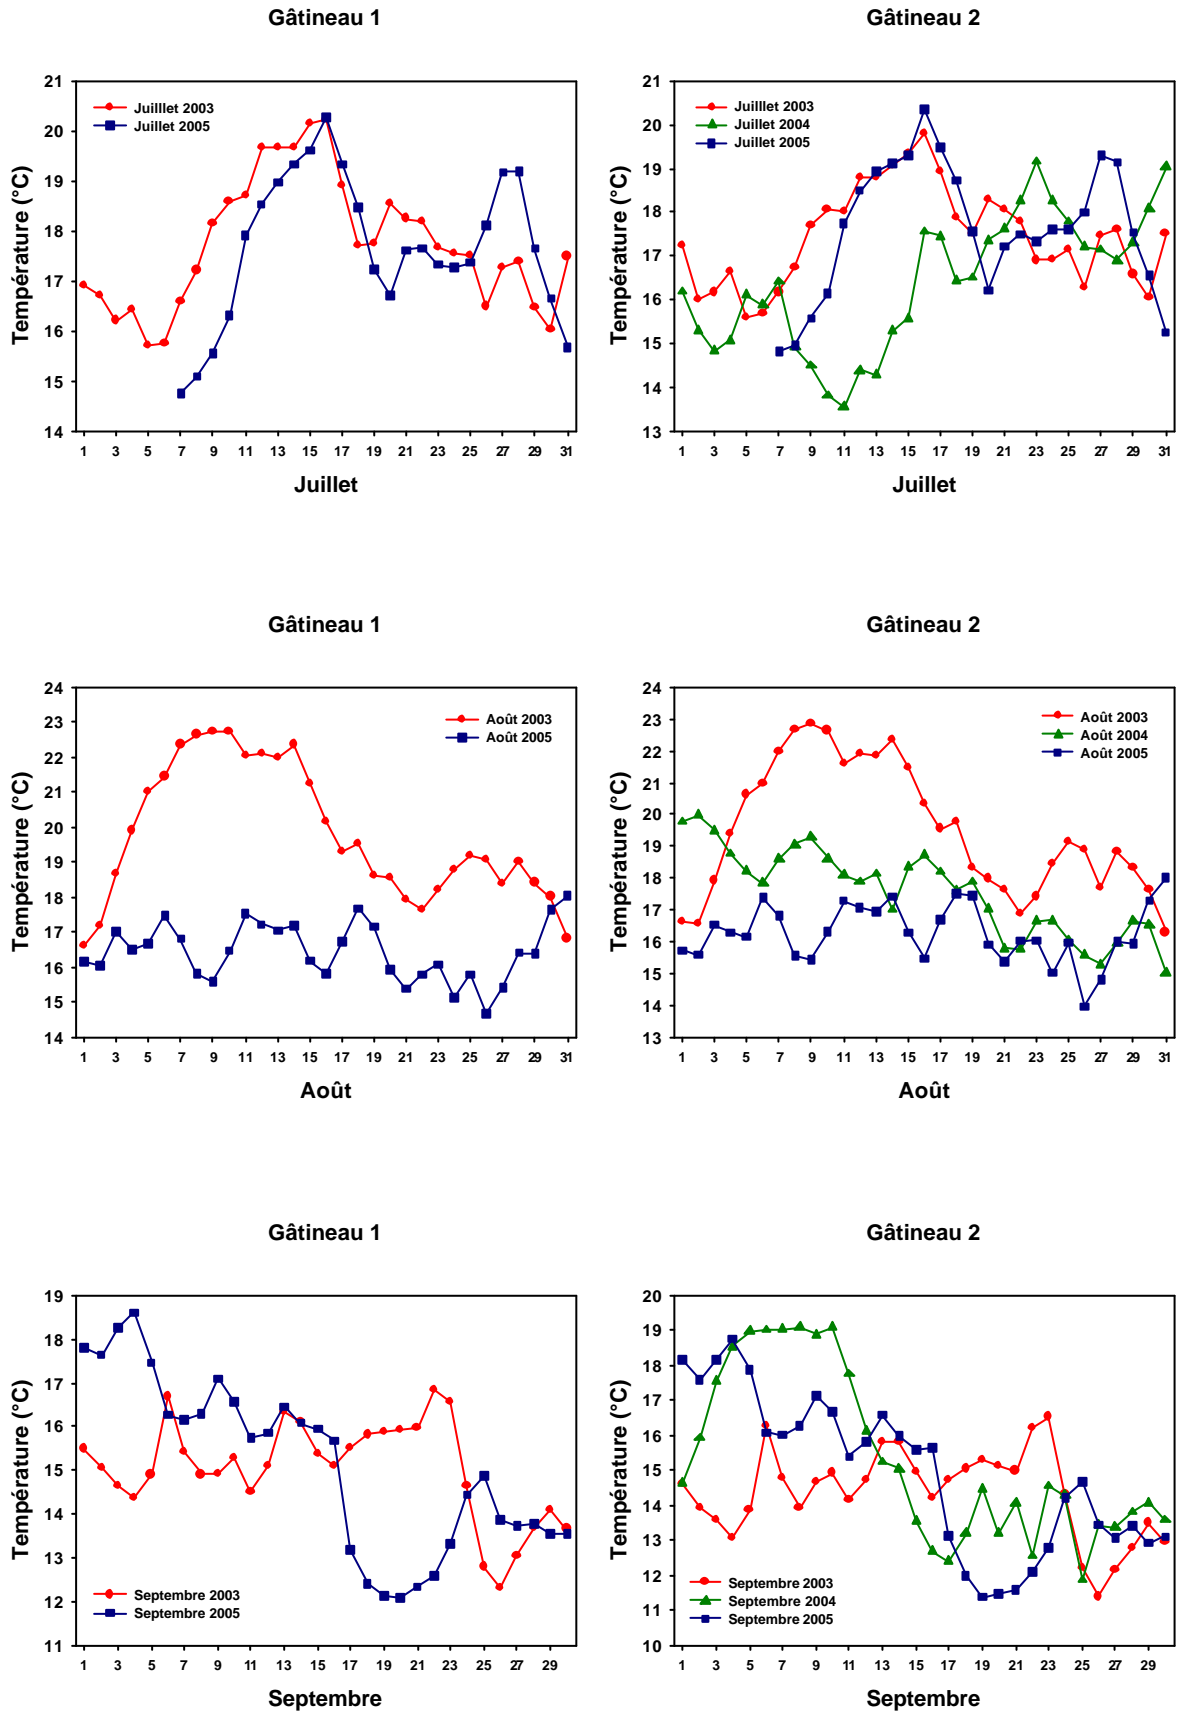 Gâtineau 1
Gâtineau 2
21
20
19
18
17
16
15
14
Température (°C)
Juilllet 2003
Juillet 2005
1 3 5 7 9 11 13 15 17 19 21 23 25 27 29 31
Juillet
21
20
19
18
17
16
15
14
13
Température (°C)
Juilllet 2003
Juillet 2004
Juillet 2005
1 3 5 7 9 11 13 15 17 19 21 23 25 27 29 31
Juillet
Gâtineau 1
Gâtineau 2
24
23
22
21
20
19
18
17
16
15
14
Température (°C)
Août 2003
Août 2005
1 3 5 7 9 11 13 15 17 19 21 23 25 27 29 31
Août
24
23
22
21
20
19
18
17
16
15
14
13
Température (°C)
Août 2003
Août 2004
Août 2005
1 3 5 7 9 11 13 15 17 19 21 23 25 27 29 31
Août
Gâtineau 1
Gâtineau 2
19
18
17
16
15
14
13
12
11
Température (°C)
Septembre 2003
Septembre 2005
1 3 5 7 9 11 13 15 17 19 21 23 25 27 29
Septembre
20
19
18
17
16
15
14
13
12
11
10
Température (°C)
Septembre 2003
Septembre 2004
Septembre 2005
1 3 5 7 9 11 13 15 17 19 21 23 25 27 29
Septembre